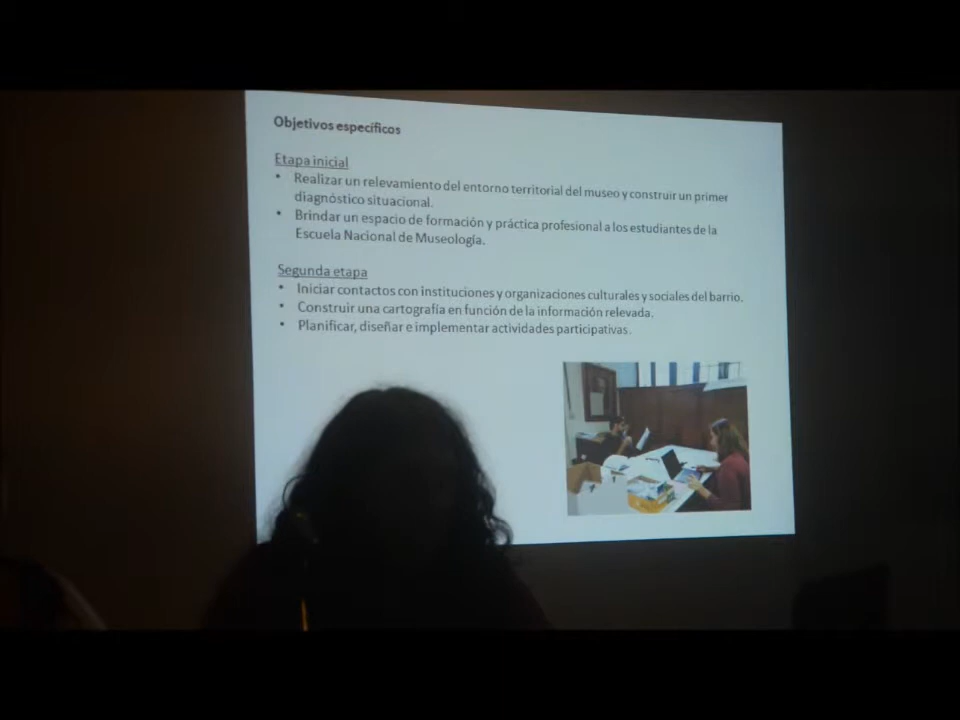 Objetivos específicos
Etapa inicial
• Realizar un relevamiento del entorno territorial del museo y construir un primer
diagnóstico situacional.
• Brindar un espacio de formación y práctica profesional a los estudiantes de la
Escuela Nacional de Museología.
Segunda etapa
• Iniciar contactos con instituciones y organizaciones culturales y sociales del barrio.
• Construir una cartografía en función de la información relevada.
• Planificar, diseñar e implementar actividades participativas.